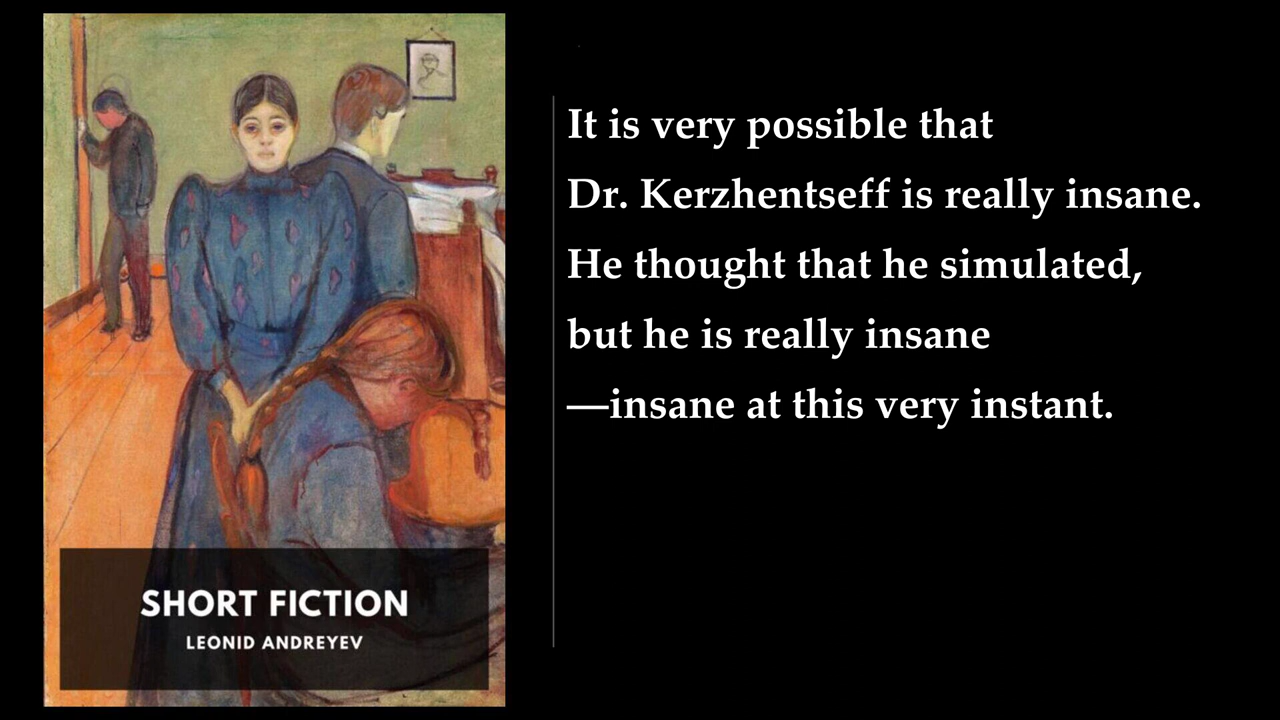 It is very possible that
Dr. Kerzhentseff is really insane.
He thought that he simulated,
but he is really insane
—insane at this very instant.
SHORT FICTION
LEONID ANDREYEV